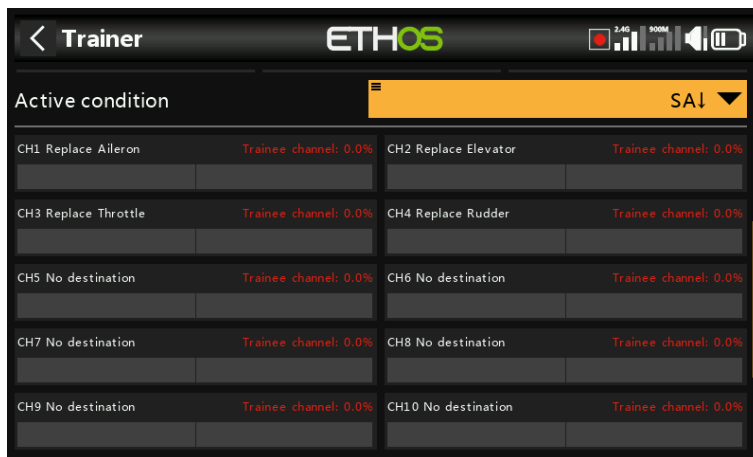 Trainer
ETHOS
2.4G
900M
Active condition
SA↓
CH1 Replace Aileron Trainee channel: 0.0%
CH2 Replace Elevator Trainee channel: 0.0%
CH3 Replace Throttle Trainee channel: 0.0%
CH4 Replace Rudder Trainee channel: 0.0%
CH5 No destination Trainee channel: 0.0%
CH6 No destination Trainee channel: 0.0%
CH7 No destination Trainee channel: 0.0%
CH8 No destination Trainee channel: 0.0%
CH9 No destination Trainee channel: 0.0%
CH10 No destination Trainee channel: 0.0%